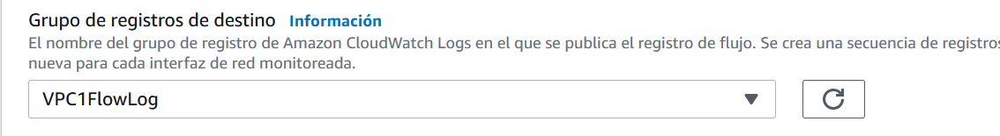 Grupo de registros de destino Información
El nombre del grupo de registro de Amazon CloudWatch Logs en el que se publica el registro de flujo. Se crea una secuencia de registros
nueva para cada interfaz de red monitoreada.
VPC1FlowLog